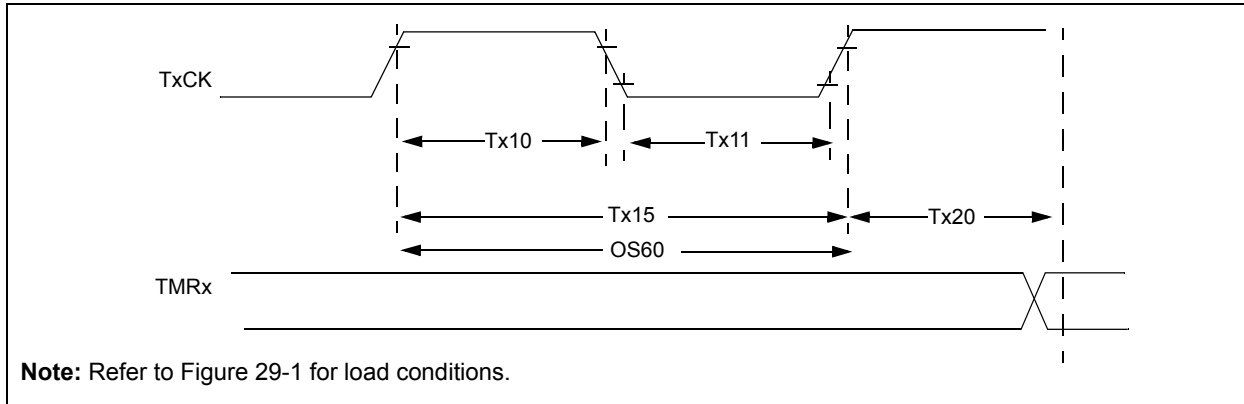 TxCK
Tx10
Tx11
Tx15
Tx20
OS60
TMRx
Note: Refer to Figure 29-1 for load conditions.